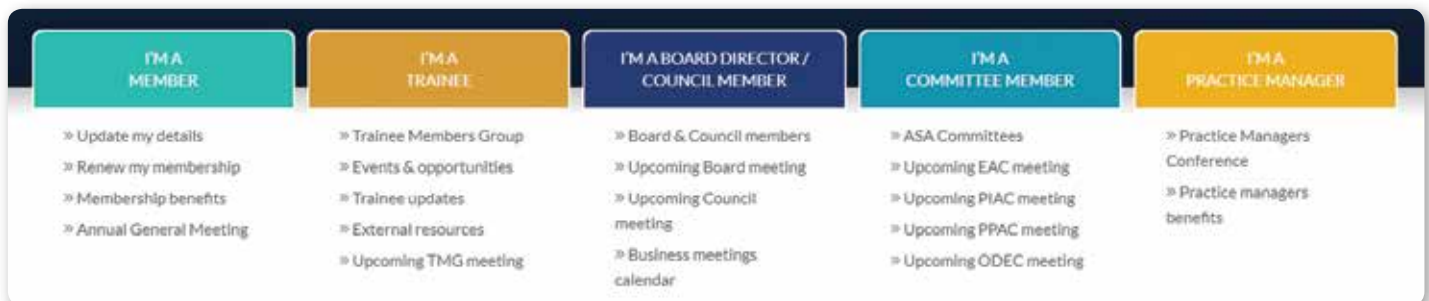 I'M A
MEMBER
» Update my details
» Renew my membership
» Membership benefits
» Annual General Meeting
I'M A
TRAINEE
» Trainee Members Group
» Events & opportunities
» Trainee updates
» External resources
» Upcoming TMG meeting
I'M A BOARD DIRECTOR /
COUNCIL MEMBER
» Board & Council members
» Upcoming Board meeting
» Upcoming Council
meeting
» Business meetings
calendar
I'M A
COMMITTEE MEMBER
» ASA Committees
» Upcoming EAC meeting
» Upcoming PIAC meeting
» Upcoming PPAC meeting
» Upcoming ODEC meeting
I'M A
PRACTICE MANAGER
» Practice Managers
Conference
» Practice managers
benefits